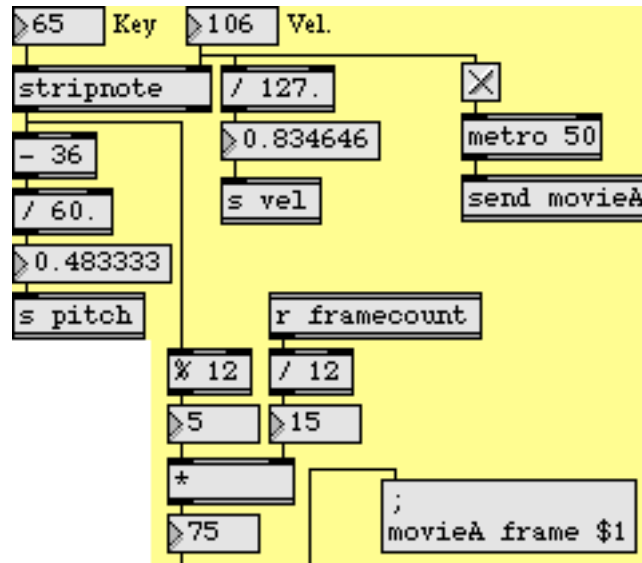 65 Key 106 Vel.
stripnote / 127.
- 36 0.834646 metro 50
/ 60. s vel send movieA
0.483333
s pitch r framecount
% 12 / 12
5 15
*
;
75 movieA frame $1